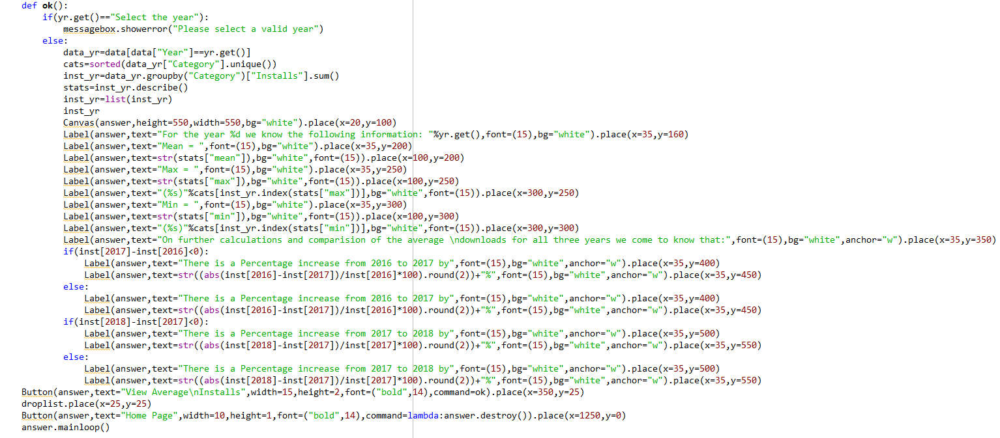 def ok():
    if(yr.get()=="Select the year"):
        messagebox.showerror("Please select a valid year")
    else:
        data_yr=data[data["Year"]==yr.get()]
        cats=sorted(data_yr["Category"].unique())
        inst_yr=data_yr.groupby("Category")["Installs"].sum()
        stats=inst_yr.describe()
        inst_yr=list(inst_yr)
        inst_yr
        Canvas(answer,height=550,width=550,bg="white").place(x=20,y=100)
        Label(answer,text="For the year %d we know the following information: "%yr.get(),font=(15),bg="white").place(x=35,y=160)
        Label(answer,text="Mean = ",font=(15),bg="white").place(x=35,y=200)
        Label(answer,text=str(stats["mean"]),bg="white",font=(15)).place(x=100,y=200)
        Label(answer,text="Max = ",font=(15),bg="white").place(x=35,y=250)
        Label(answer,text=str(stats["max"]),bg="white",font=(15)).place(x=100,y=250)
        Label(answer,text="(%s)"%cats[inst_yr.index(stats["max"])],bg="white",font=(15)).place(x=300,y=250)
        Label(answer,text="Min = ",font=(15),bg="white").place(x=35,y=300)
        Label(answer,text=str(stats["min"]),bg="white",font=(15)).place(x=100,y=300)
        Label(answer,text="(%s)"%cats[inst_yr.index(stats["min"])],bg="white",font=(15)).place(x=300,y=300)
        Label(answer,text="On further calculations and comparision of the average \ndownloads for all three years we come to know that:",font=(15),bg="white",anchor="w").place(x=35,y=350)
        if(inst[2017]-inst[2016]<0):
            Label(answer,text="There is a Percentage increase from 2016 to 2017 by",font=(15),bg="white",anchor="w").place(x=35,y=400)
            Label(answer,text=str((abs(inst[2016]-inst[2017])/inst[2016]*100).round(2))+"%",font=(15),bg="white",anchor="w").place(x=35,y=450)
        else:
            Label(answer,text="There is a Percentage increase from 2016 to 2017 by",font=(15),bg="white",anchor="w").place(x=35,y=400)
            Label(answer,text=str((abs(inst[2016]-inst[2017])/inst[2016]*100).round(2))+"%",font=(15),bg="white",anchor="w").place(x=35,y=450)
        if(inst[2018]-inst[2017]<0):
            Label(answer,text="There is a Percentage increase from 2017 to 2018 by",font=(15),bg="white",anchor="w").place(x=35,y=500)
            Label(answer,text=str((abs(inst[2018]-inst[2017])/inst[2017]*100).round(2))+"%",font=(15),bg="white",anchor="w").place(x=35,y=550)
        else:
            Label(answer,text="There is a Percentage increase from 2017 to 2018 by",font=(15),bg="white",anchor="w").place(x=35,y=500)
            Label(answer,text=str((abs(inst[2018]-inst[2017])/inst[2017]*100).round(2))+"%",font=(15),bg="white",anchor="w").place(x=35,y=550)
Button(answer,text="View Average\nInstalls",width=15,height=2,font=("bold",14),command=ok).place(x=350,y=25)
droplist.place(x=25,y=25)
Button(answer,text="Home Page",width=10,height=1,font=("bold",14),command=lambda:answer.destroy()).place(x=1250,y=0)
answer.mainloop()